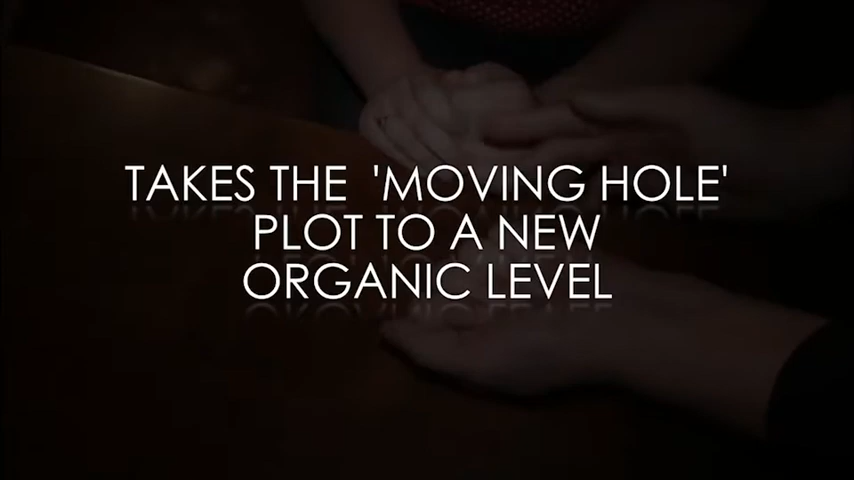 TAKES THE 'MOVING HOLE'
PLOT TO A NEW
ORGANIC LEVEL